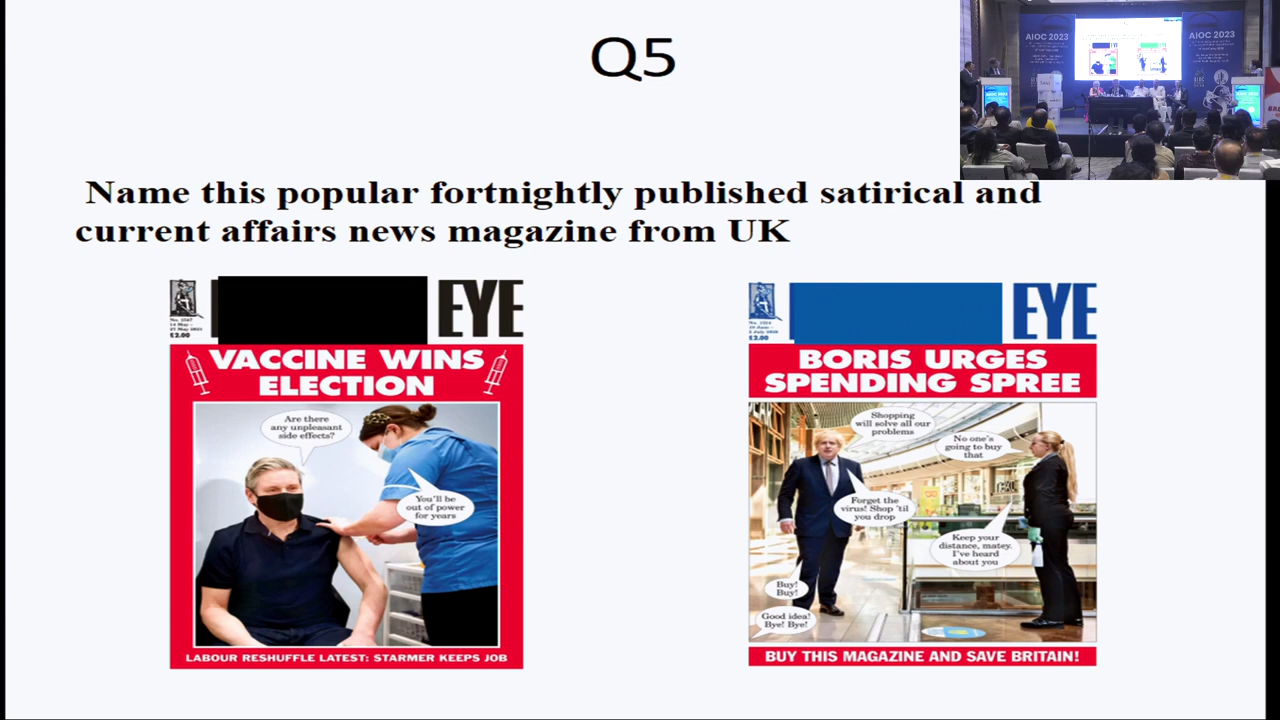 Q5
AIOC 2023
AIOC 2023
Name this popular fortnightly published satirical and
current affairs news magazine from UK
EYE
£2.00
VACCINE WINS
ELECTION
Are there
any unpleasant
side effects?
You'll be
out of power
for years
LABOUR RESHUFFLE LATEST: STARMER KEEPS JOB
EYE
£2.00
BORIS URGES
SPENDING SPREE
Shopping
will solve all our
problems
No one's
going to buy
that
Forget the
virus! Shop 'til
you drop
Keep your
distance, matey.
I've heard
about you
Buy!
Buy!
Good idea!
Bye! Bye!
BUY THIS MAGAZINE AND SAVE BRITAIN!